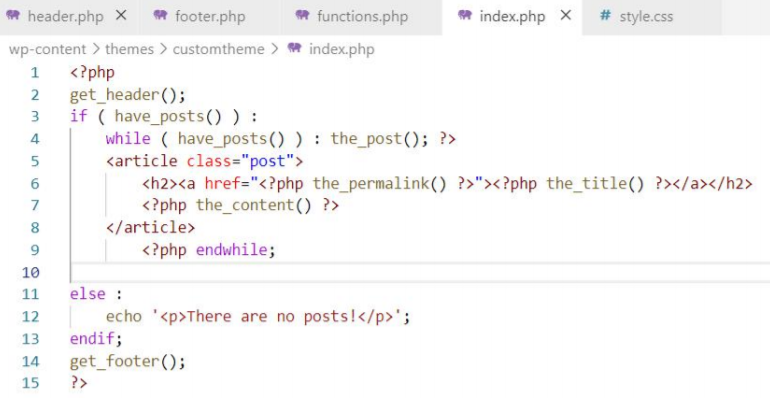 header.php × footer.php functions.php index.php × # style.css
wp-content > themes > customtheme > index.php
1 <?php
2 get_header();
3 if ( have_posts() ) :
4 while ( have_posts() ) : the_post(); ?>
5 <article class="post">
6 <h2><a href="<?php the_permalink() ?>"><?php the_title() ?></a></h2>
7 <?php the_content() ?>
8 </article>
9 <?php endwhile;
10
11 else :
12 echo '<p>There are no posts!</p>';
13 endif;
14 get_footer();
15 ?>